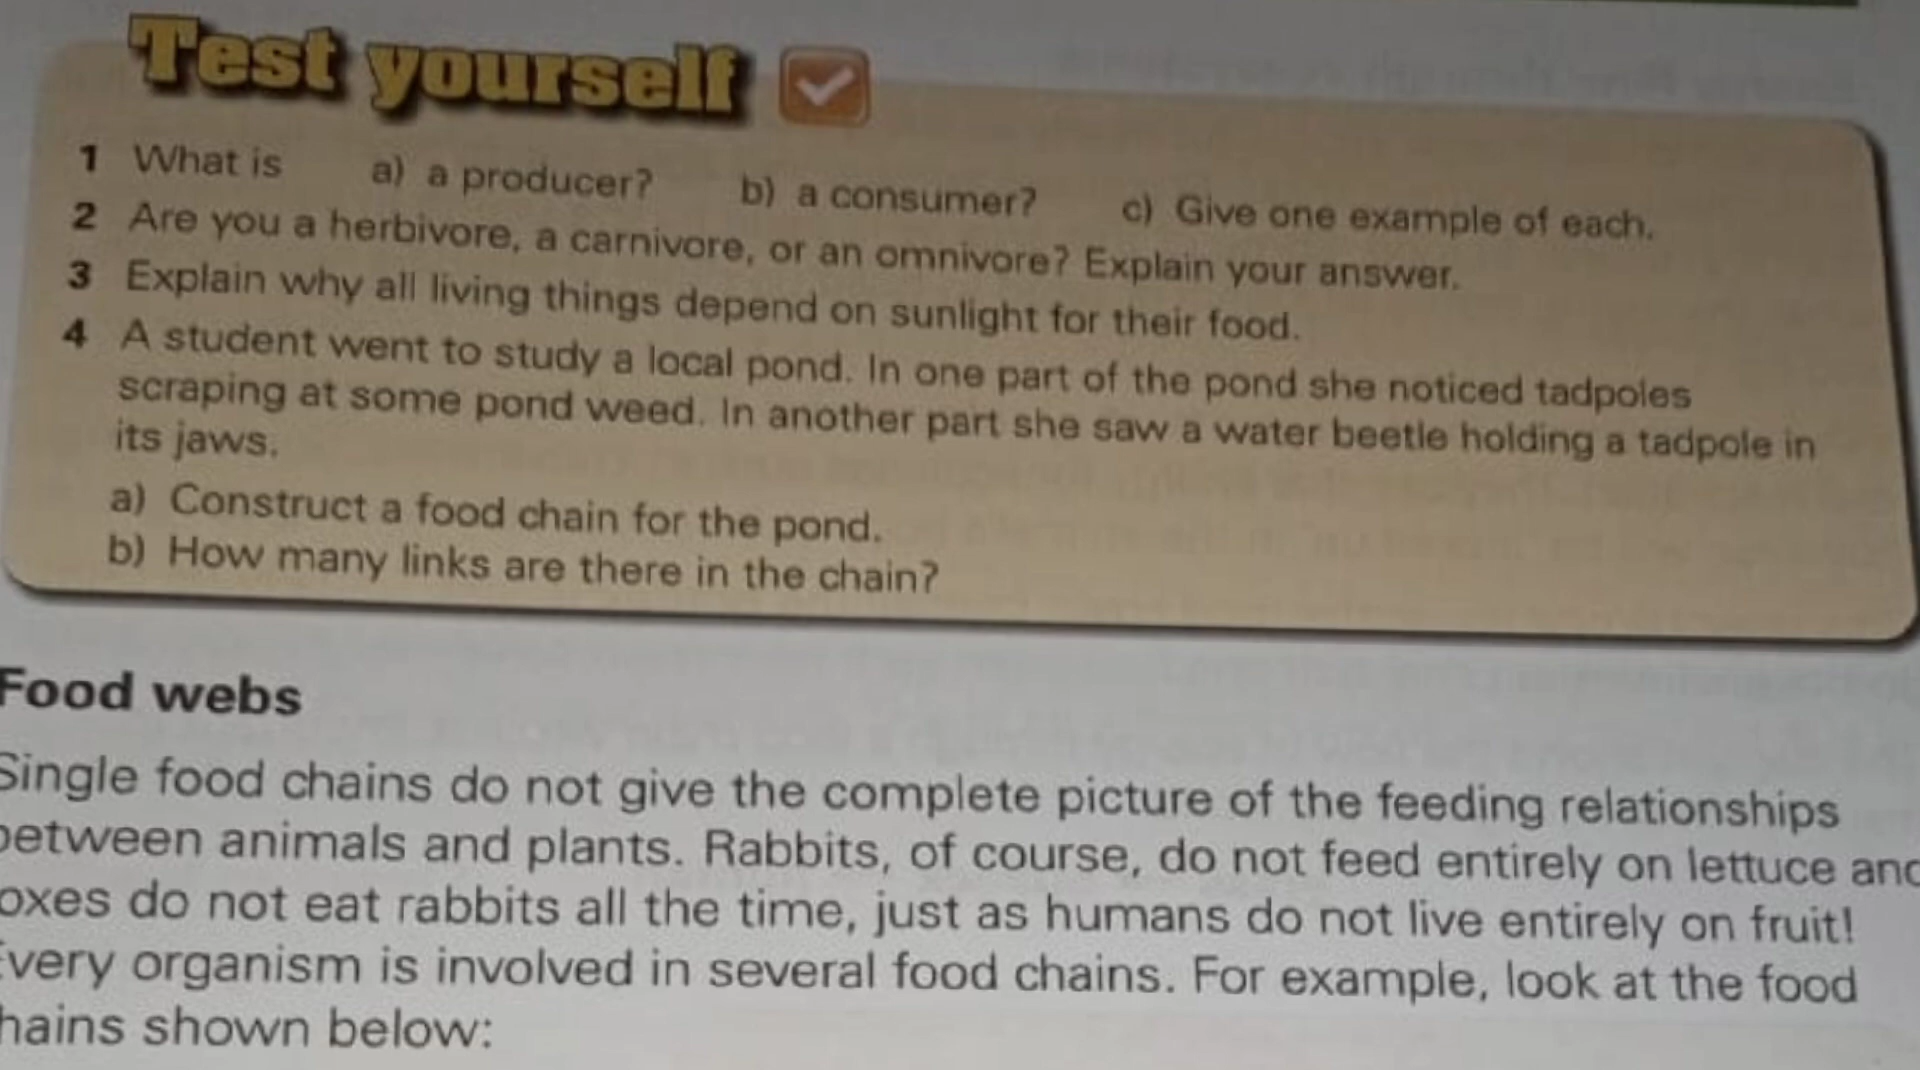 Test yourself
1 What is a) a producer? b) a consumer? c) Give one example of each.
2 Are you a herbivore, a carnivore, or an omnivore? Explain your answer.
3 Explain why all living things depend on sunlight for their food.
4 A student went to study a local pond. In one part of the pond she noticed tadpoles
scraping at some pond weed. In another part she saw a water beetle holding a tadpole in
its jaws.
a) Construct a food chain for the pond.
b) How many links are there in the chain?
Food webs
Single food chains do not give the complete picture of the feeding relationships
between animals and plants. Rabbits, of course, do not feed entirely on lettuce and
oxes do not eat rabbits all the time, just as humans do not live entirely on fruit!
Every organism is involved in several food chains. For example, look at the food
hains shown below: